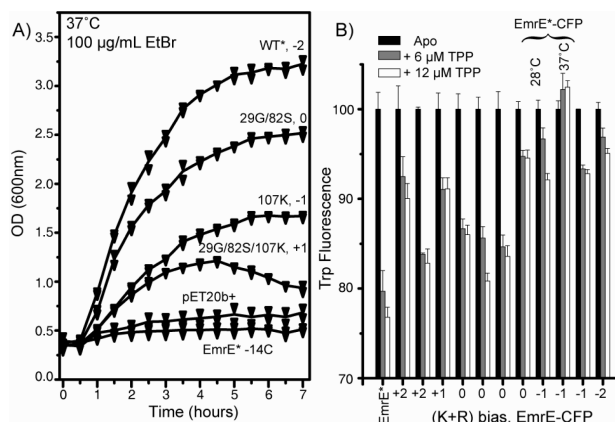 A)
37°C
100 µg/mL EtBr
WT*, -2
29G/82S, 0
107K, -1
29G/82S/107K, +1
pET20b+
EmrE* -14C
OD (600nm)
3.5
3.0
2.5
2.0
1.5
1.0
0.5
0.0
0 1 2 3 4 5 6 7
Time (hours)
B)
EmrE*-CFP
Apo
+ 6 µM TPP
+ 12 µM TPP
28°C
37°C
Trp Fluorescence
100
90
80
70
EmrE* +2 +2 +1 0 0 0 0 -1 -1 -1 -2
(K+R) bias, EmrE-CFP